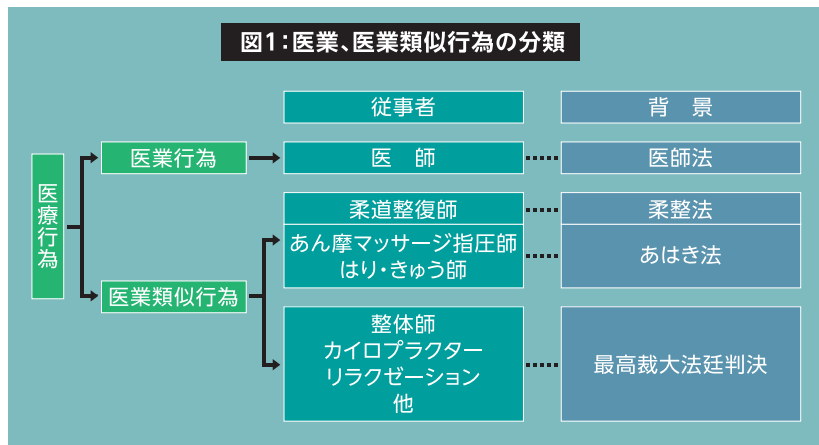 図1：医業、医業類似行為の分類
従事者
背　景
医療行為
医業行為
医　師
医師法
医業類似行為
柔道整復師
柔整法
あん摩マッサージ指圧師
はり・きゅう師
あはき法
整体師
カイロプラクター
リラクゼーション
他
最高裁大法廷判決